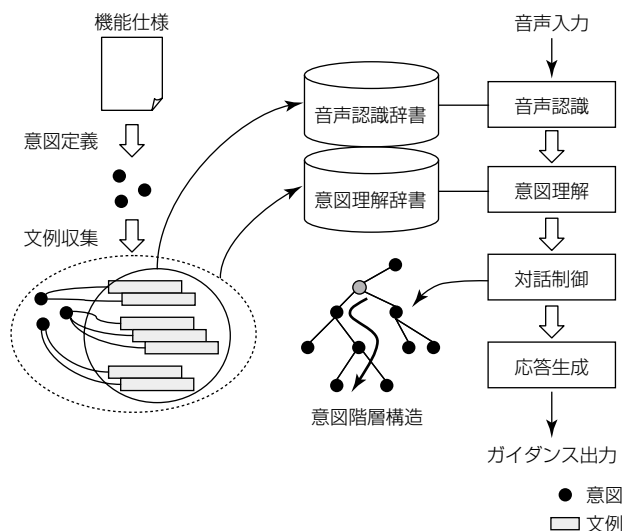 機能仕様
意図定義
文例収集
音声認識辞書
意図理解辞書
意図階層構造
音声入力
音声認識
意図理解
対話制御
応答生成
ガイダンス出力
意図
文例